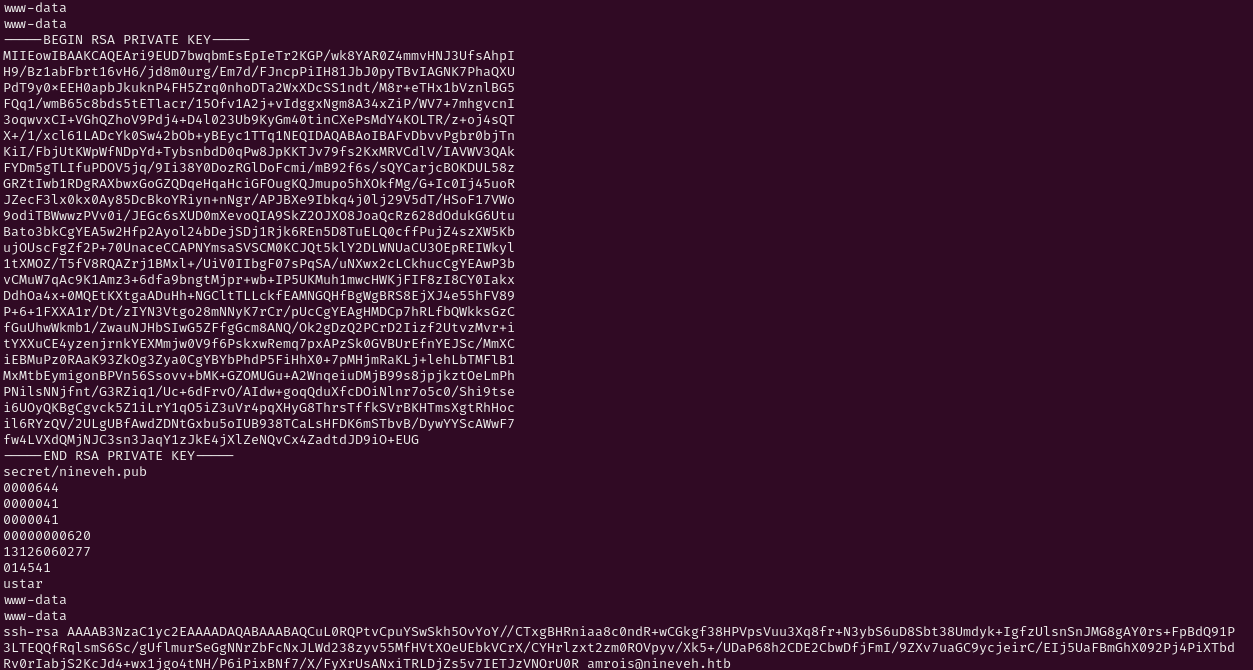 www-data
www-data
-----BEGIN RSA PRIVATE KEY-----
MIIEowIBAAKCAQEAri9EUD7bwqbmEsEpIeTr2KGP/wk8YAR0Z4mmvHNJ3UfsAhpI
H9/Bz1abFbrt16vH6/jd8m0urg/Em7d/FJncpPiIH81JbJ0pyTBvIAGNK7PhaQXU
PdT9y0xEEH0apbJkuknP4FH5Zrq0nhoDTa2WxXDcSS1ndt/M8r+eTHx1bVznlBG5
FQq1/wmB65c8bds5tETlacr/15Ofv1A2j+vIdggxNgm8A34xZiP/WV7+7mhgvcnI
3oqwvxCI+VGhQZhoV9Pdj4+D4l023Ub9KyGm40tinCXePsMdY4KOLTR/z+oj4sQT
X+/1/xcl61LADcYk0Sw42bOb+yBEyc1TTq1NEQIDAQABAoIBAFvDbvvPgbr0bjTn
KiI/FbjUtKWpWfNDpYd+TybsnbdD0qPw8JpKKTJv79fs2KxMRVCdlV/IAVWV3QAk
FYDm5gTLIfuPDOV5jq/9Ii38Y0DozRGlDoFcmi/mB92f6s/sQYCarjcBOKDUL58z
GRZtIwb1RDgRAXbwxGoGZQDqeHqaHciGFOugKQJmupo5hXOkfMg/G+Ic0Ij45uoR
JZecF3lx0kx0Ay85DcBkoYRiyn+nNgr/APJBXe9Ibkq4j0lj29V5dT/HSoF17VWo
9odiTBWwwzPVv0i/JEGc6sXUD0mXevoQIA9SkZ2OJXO8JoaQcRz628dOdukG6Utu
Bato3bkCgYEA5w2Hfp2Ayol24bDejSDj1Rjk6REn5D8TuELQ0cffPujZ4szXW5Kb
ujOUscFgZf2P+70UnaceCCAPNYmsaSVSCM0KCJQt5klY2DLWNUaCU3OEpREIWkyl
1tXMOZ/T5fV8RQAZrj1BMxl+/UiV0IIbgF07sPqSA/uNXwx2cLCkhucCgYEAwP3b
vCMuW7qAc9K1Amz3+6dfa9bngtMjpr+wb+IP5UKMuh1mwcHWKjFIF8zI8CY0Iakx
DdhOa4x+0MQEtKXtgaADuHh+NGCltTLLckfEAMNGQHfBgWgBRS8EjXJ4e55hFV89
P+6+1FXXA1r/Dt/zIYN3Vtgo28mNNyK7rCr/pUcCgYEAgHMDCp7hRLfbQWkksGzC
fGuUhwWkmb1/ZwauNJHbSIwG5ZFfgGcm8ANQ/Ok2gDzQ2PCrD2Iizf2UtvzMvr+i
tYXXuCE4yzenjrnkYEXMmjw0V9f6PskxwRemq7pxAPzSk0GVBUrEfnYEJSc/MmXC
iEBMuPz0RAaK93ZkOg3Zya0CgYBYbPhdP5FiHhX0+7pMHjmRaKLj+lehLbTMFlB1
MxMtbEymigonBPVn56Ssovv+bMK+GZOMUGu+A2WnqeiuDMjB99s8jpjkztOeLmPh
PNilsNNjfnt/G3RZiq1/Uc+6dFrvO/AIdw+goqQduXfcDOiNlnr7o5c0/Shi9tse
i6UOyQKBgCgvck5Z1iLrY1qO5iZ3uVr4pqXHyG8ThrsTffkSVrBKHTmsXgtRhHoc
il6RYzQV/2ULgUBfAwdZDNtGxbu5oIUB938TCaLsHFDK6mSTbvB/DywYYScAWwF7
fw4LVXdQMjNJC3sn3JaqY1zJkE4jXlZeNQvCx4ZadtdJD9iO+EUG
-----END RSA PRIVATE KEY-----
secret/nineveh.pub
0000644
0000041
0000041
00000000620
13126060277
014541
ustar
www-data
www-data
ssh-rsa AAAAB3NzaC1yc2EAAAADAQABAAABAQCuL0RQPtvCpuYSwSkh5OvYoY//CTxgBHRniaa8c0ndR+wCGkgf38HPVpsVuu3Xq8fr+N3ybS6uD8Sbt38Umdyk+IgfzUlsnSnJMG8gAY0rs+FpBdQ91P
3LTEQQfRqlsmS6Sc/gUflmurSeGgNNrZbFcNxJLWd238zyv55MfHVtXOeUEbkVCrX/CYHrlzxt2zm0ROVpyv/Xk5+/UDaP68h2CDE2CbwDfjFmI/9ZXv7uaGC9ycjeirC/EIj5UaFBmGhX092Pj4PiXTbd
Rv0rIabjS2KcJd4+wx1jgo4tNH/P6iPixBNf7/X/FyXrUsANxiTRLDjZs5v7IETJzVNOrU0R amrois@nineveh.htb